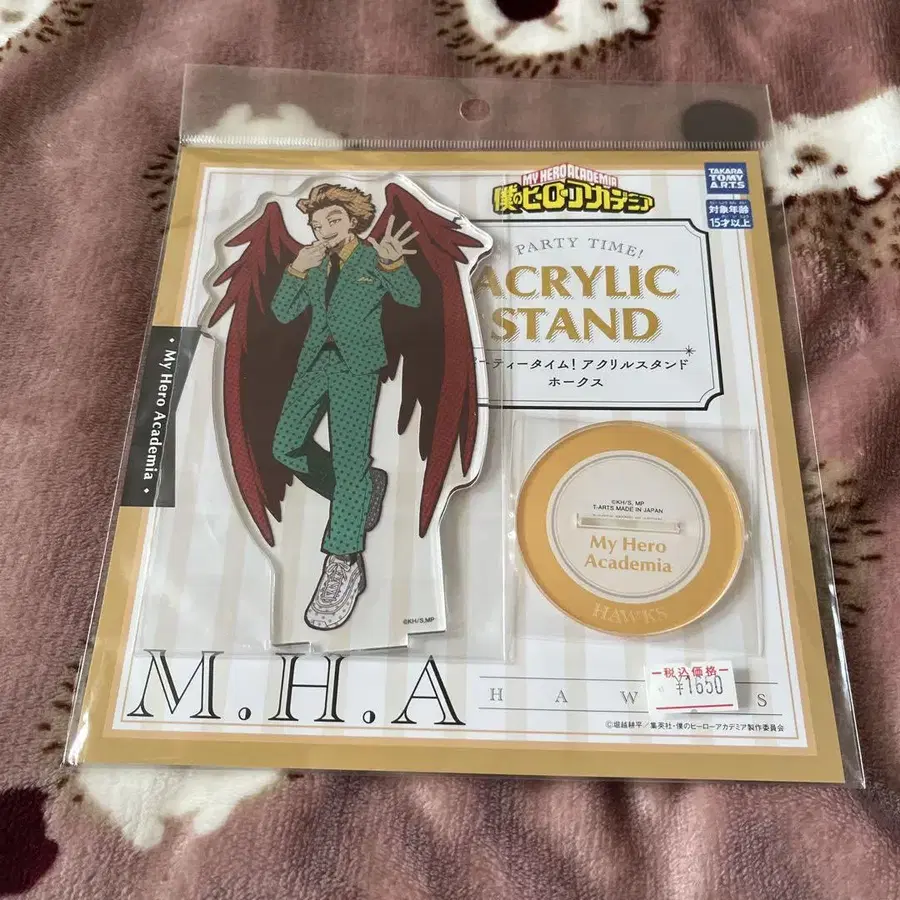 MY HERO ACADEMIA
僕のヒーローアカデミア
TAKARA TOMY
A.R.T.S
対象年齢
15才以上
PARTY TIME!
ACRYLIC
STAND
ーティータイム! アクリルスタンド
ホークス
• My Hero Academia •
©KH/S, MP
T-ARTS MADE IN JAPAN
My Hero
Academia
HAWKS
©KH/S, MP
M.H.A
H A W S
税込価格
¥1650
©堀越耕平/集英社・僕のヒーローアカデミア製作委員会